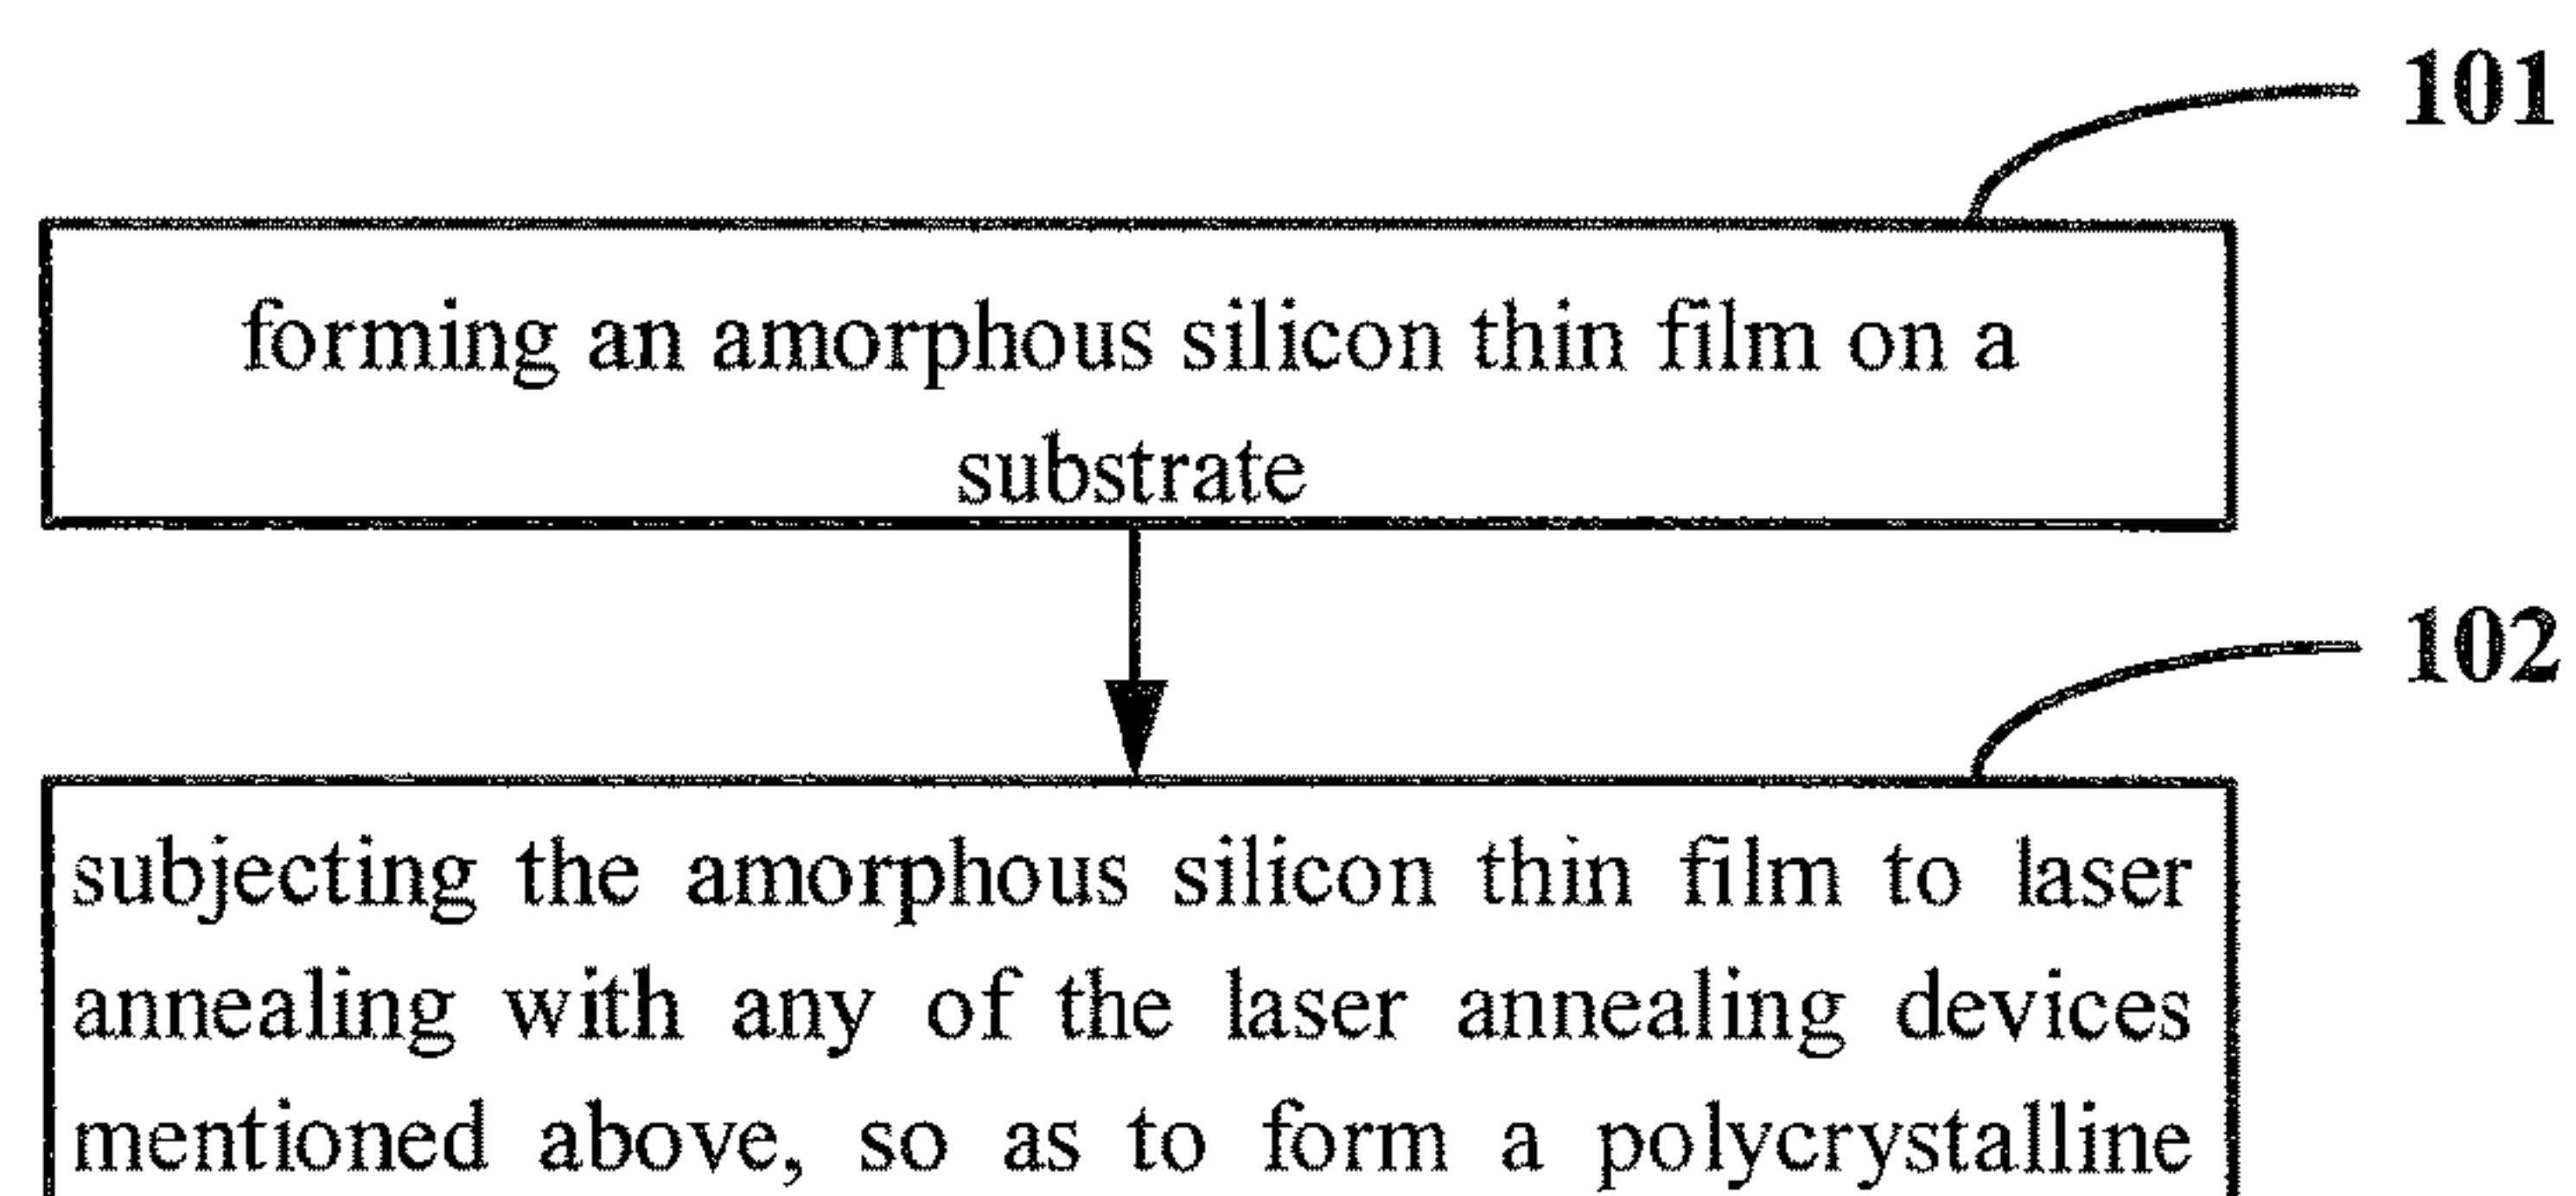 101
forming an amorphous silicon thin film on a
substrate
102
subjecting the amorphous silicon thin film to laser
annealing with any of the laser annealing devices
mentioned above, so as to form a polycrystalline